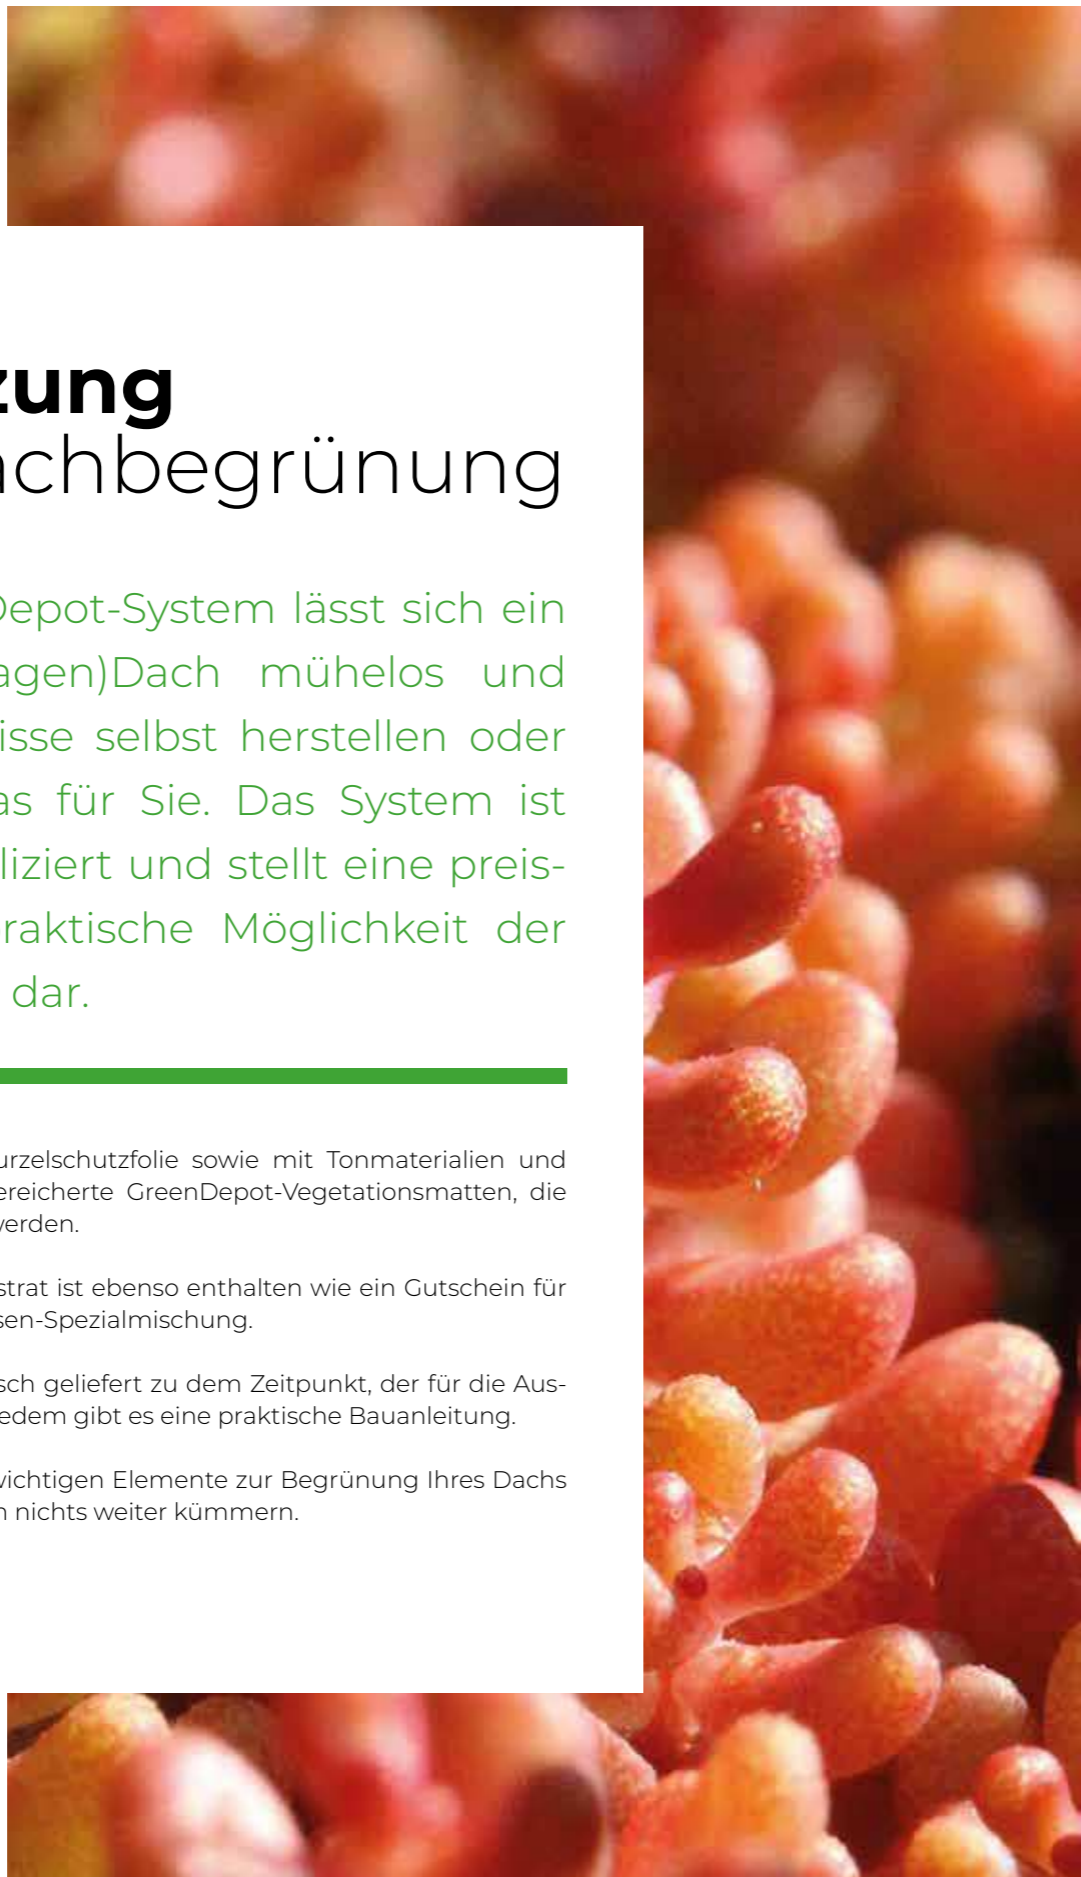 zung
achbegrünung
Depot-System lässt sich ein
agen)Dach mühelos und
isse selbst herstellen oder
as für Sie. Das System ist
liziert und stellt eine preis-
praktische Möglichkeit der
dar.
urzelschutzfolie sowie mit Tonmaterialien und
ereicherte GreenDepot-Vegetationsmatten, die
werden.
strat ist ebenso enthalten wie ein Gutschein für
sen-Spezialmischung.
sch geliefert zu dem Zeitpunkt, der für die Aus-
edem gibt es eine praktische Bauanleitung.
wichtigen Elemente zur Begrünung Ihres Dachs
n nichts weiter kümmern.